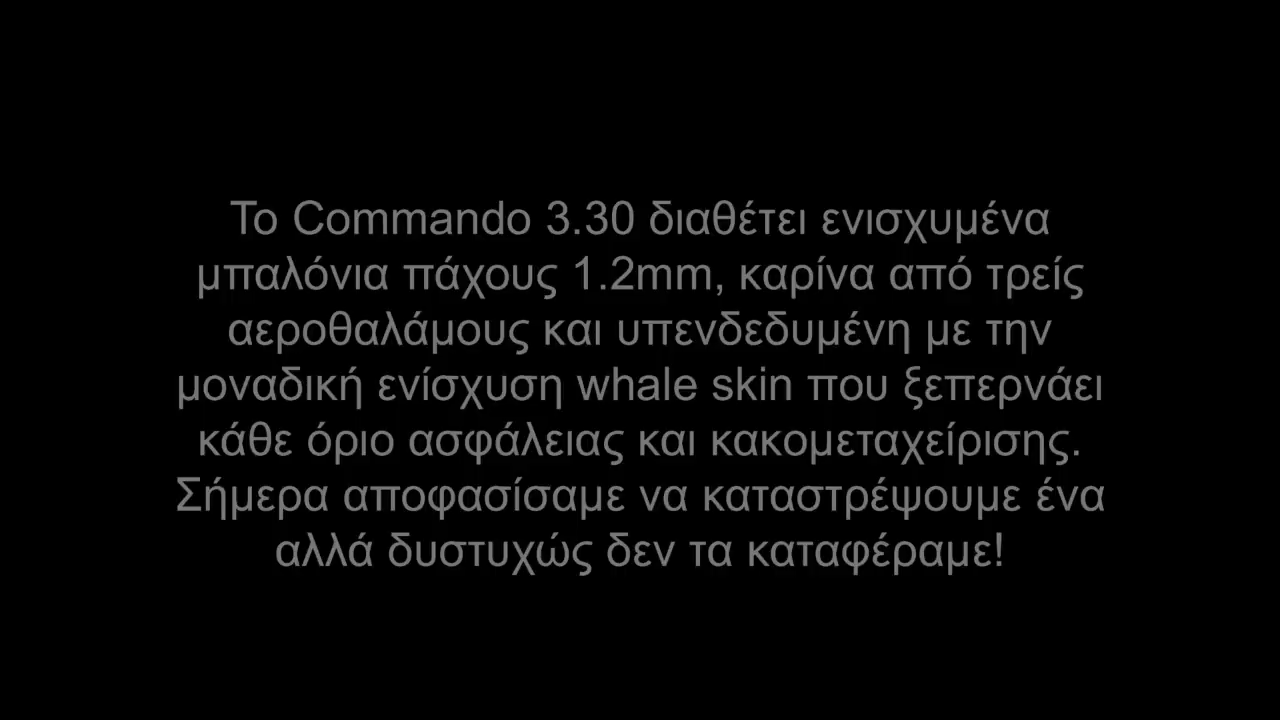 Το Commando 3.30 διαθέτει ενισχυμένα
μπαλόνια πάχους 1.2mm, καρίνα από τρείς
αεροθαλάμους και υπενδεδυμένη με την
μοναδική ενίσχυση whale skin που ξεπερνάει
κάθε όριο ασφάλειας και κακομεταχείρισης.
Σήμερα αποφασίσαμε να καταστρέψουμε ένα
αλλά δυστυχώς δεν τα καταφέραμε!